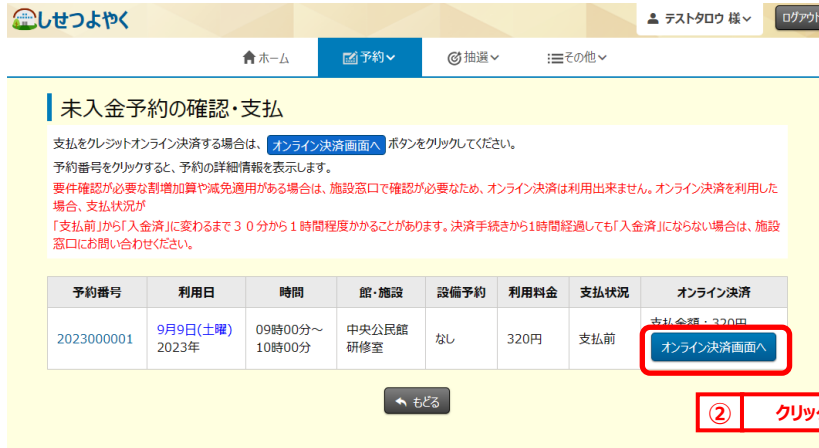 しせつよやく
テストタロウ 様
ログアウト
ホーム
予約
抽選
その他
未入金予約の確認・支払
支払をクレジットオンライン決済する場合は、 オンライン決済画面へ ボタンをクリックしてください。
予約番号をクリックすると、予約の詳細情報を表示します。
要件確認が必要な割増加算や減免適用がある場合は、施設窓口で確認が必要なため、オンライン決済は利用出来ません。オンライン決済を利用した
場合、支払状況が
「支払前」から「入金済」に変わるまで３０分から１時間程度かかることがあります。決済手続きから1時間経過しても「入金済」にならない場合は、施設
窓口にお問い合わせください。
予約番号 利用日 時間 館・施設 設備予約 利用料金 支払状況 オンライン決済
2023000001 9月9日(土曜) 2023年 09時00分～ 10時00分 中央公民館 研修室 なし 320円 支払前 支払金額：320円
オンライン決済画面へ
もどる
② クリッ